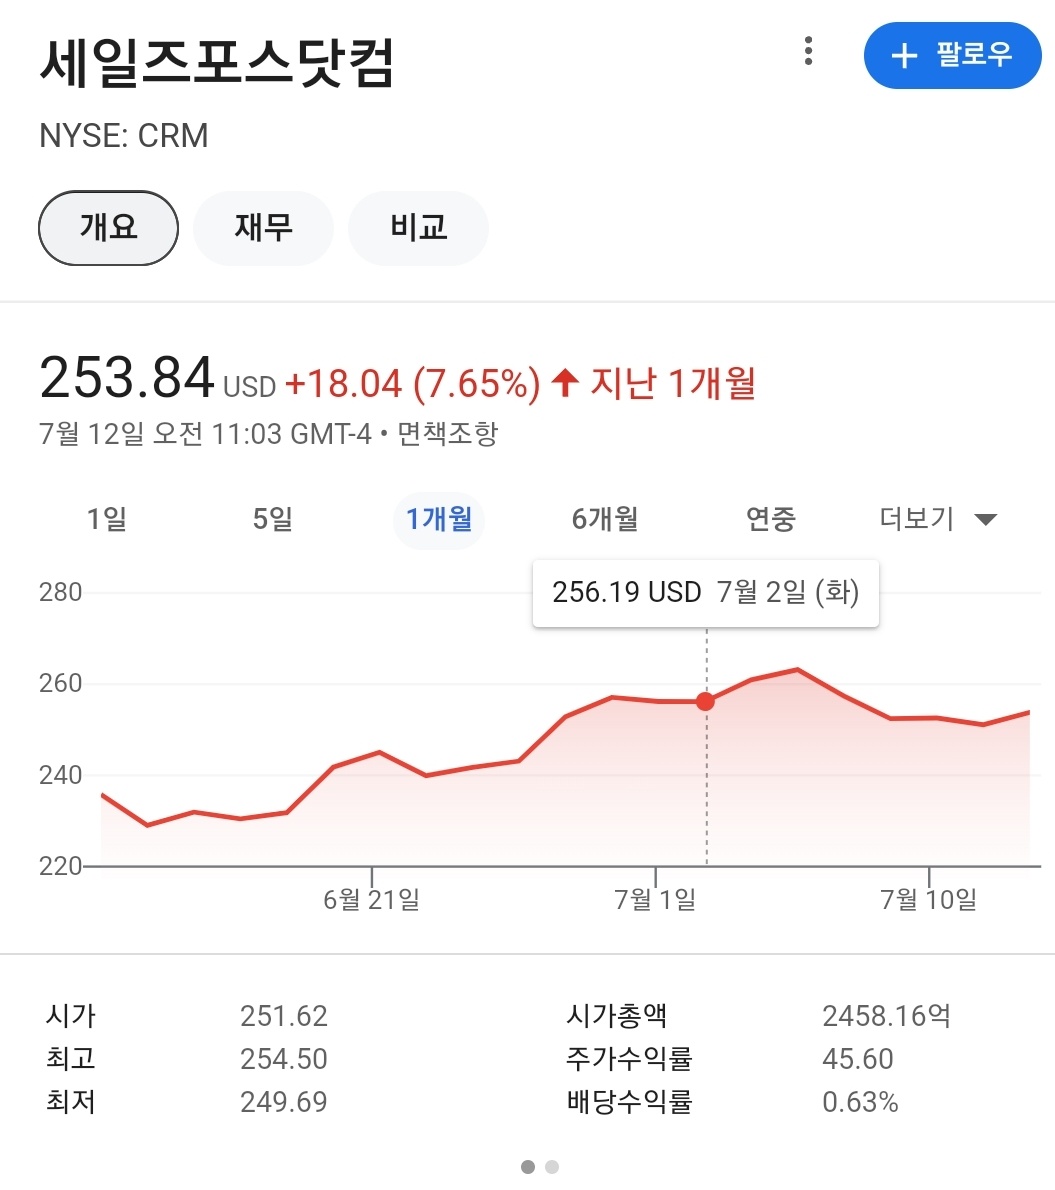 세일즈포스닷컴
+ 팔로우
NYSE: CRM
개요 재무 비교
253.84 USD +18.04 (7.65%) ↑ 지난 1개월
7월 12일 오전 11:03 GMT-4 • 면책조항
1일 5일 1개월 6개월 연중 더보기
256.19 USD 7월 2일 (화)
280
260
240
220
6월 21일 7월 1일 7월 10일
시가 251.62 시가총액 2458.16억
최고 254.50 주가수익률 45.60
최저 249.69 배당수익률 0.63%